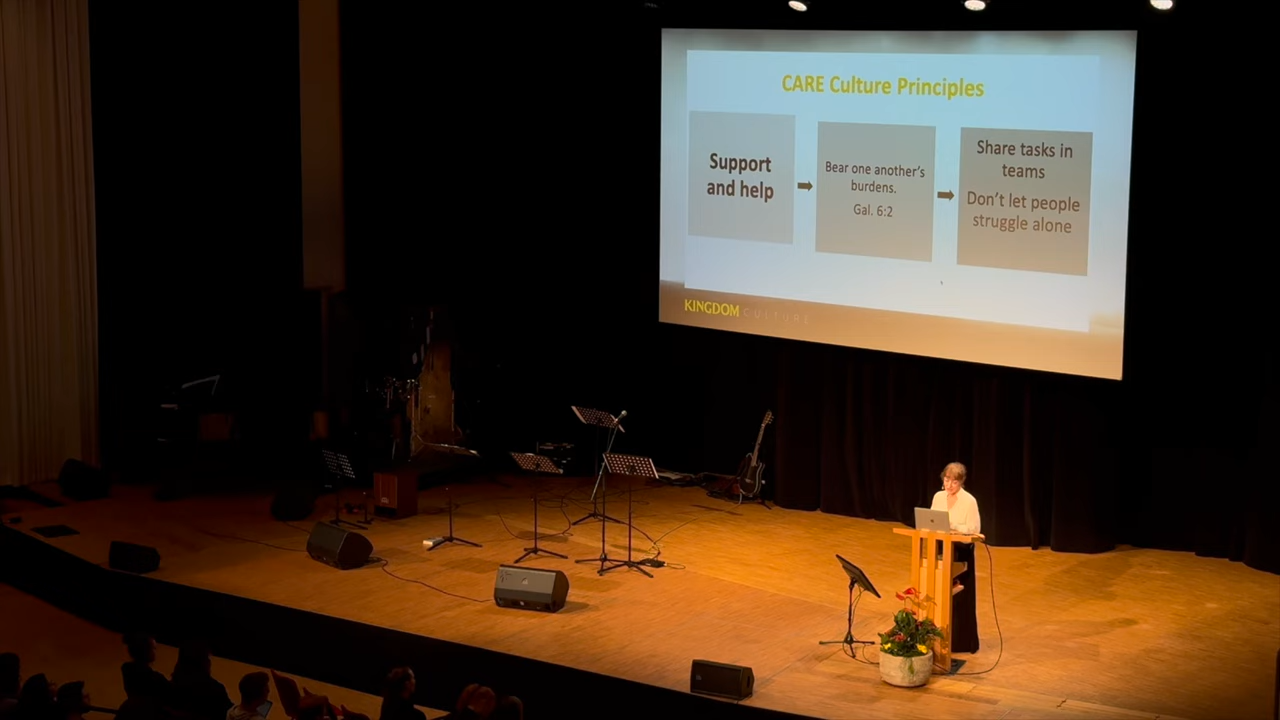 CARE Culture Principles
Support
and help
Bear one another's
burdens.
Gal. 6:2
Share tasks in
teams
Don't let people
struggle alone
KINGDOM CULTURE